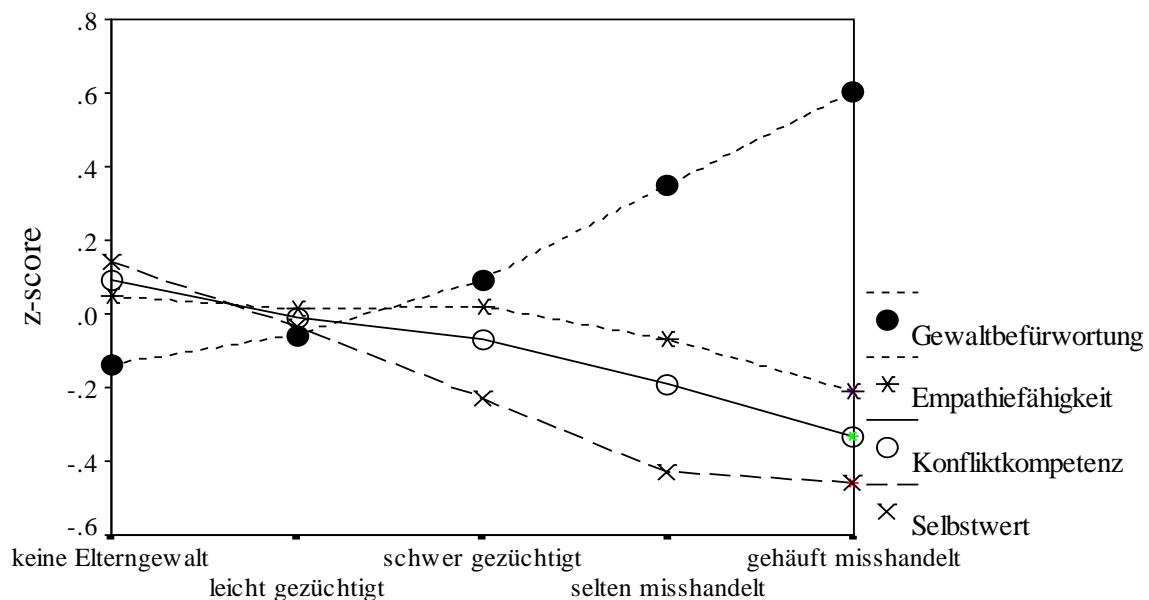 .8
.6
.4
.2
.0
-.2
-.4
-.6
z-score
keine Elterngewalt
leicht gezüchtigt
schwer gezüchtigt
selten misshandelt
gehäuft misshandelt
Gewaltbefürwortung
Empathiefähigkeit
Konfliktkompetenz
Selbstwert